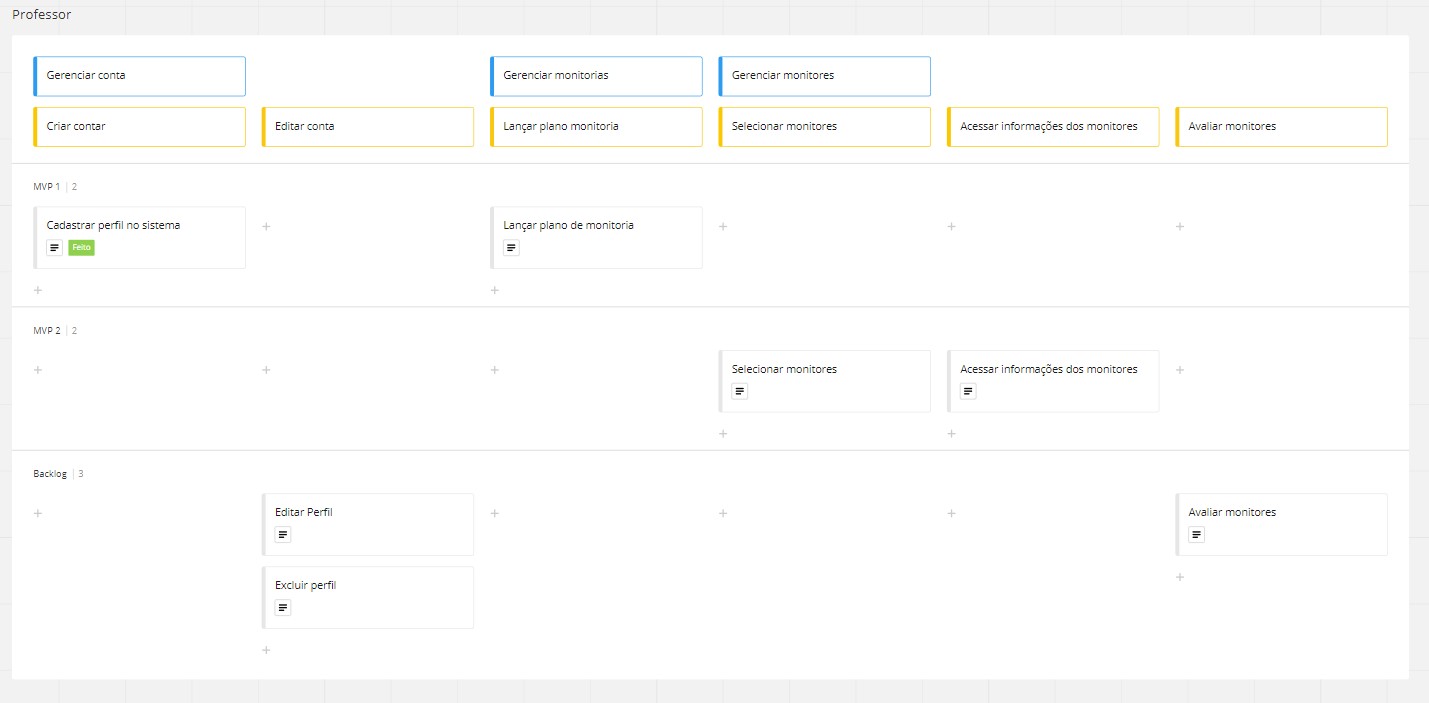 Professor
Gerenciar conta
Gerenciar monitorias
Gerenciar monitores
Criar contar
Editar conta
Lançar plano monitoria
Selecionar monitores
Acessar informações dos monitores
Avaliar monitores
MVP 1 | 2
Cadastrar perfil no sistema
Feito
Lançar plano de monitoria
MVP 2 | 2
Selecionar monitores
Acessar informações dos monitores
Backlog | 3
Editar Perfil
Avaliar monitores
Excluir perfil